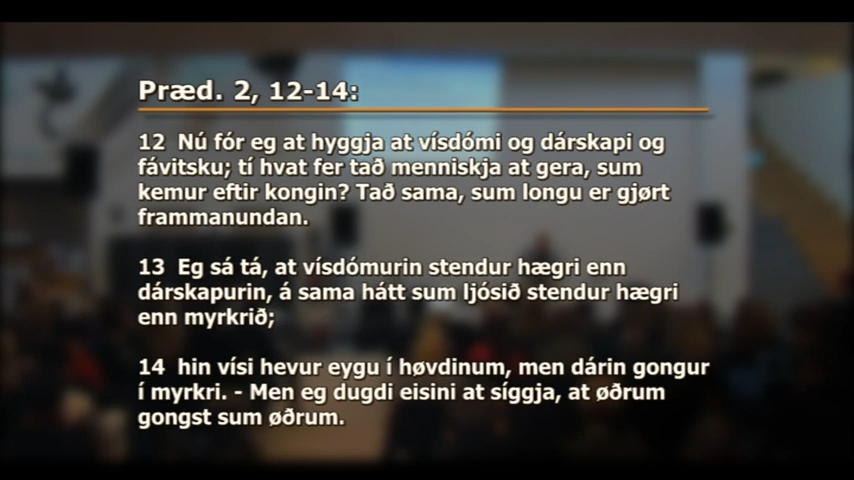 Præd. 2, 12-14:
12 Nú fór eg at hyggja at vísdómi og dárskapi og
fávitsku; tí hvat fer tað menniskja at gera, sum
kemur eftir kongin? Tað sama, sum longu er gjørt
frammanundan.
13 Eg sá tá, at vísdómurin stendur hægri enn
dárskapurin, á sama hátt sum ljósið stendur hægri
enn myrkrið;
14 hin vísi hevur eygu í høvdinum, men dárin gongur
í myrkri. - Men eg dugdi eisini at síggja, at øðrum
gongst sum øðrum.